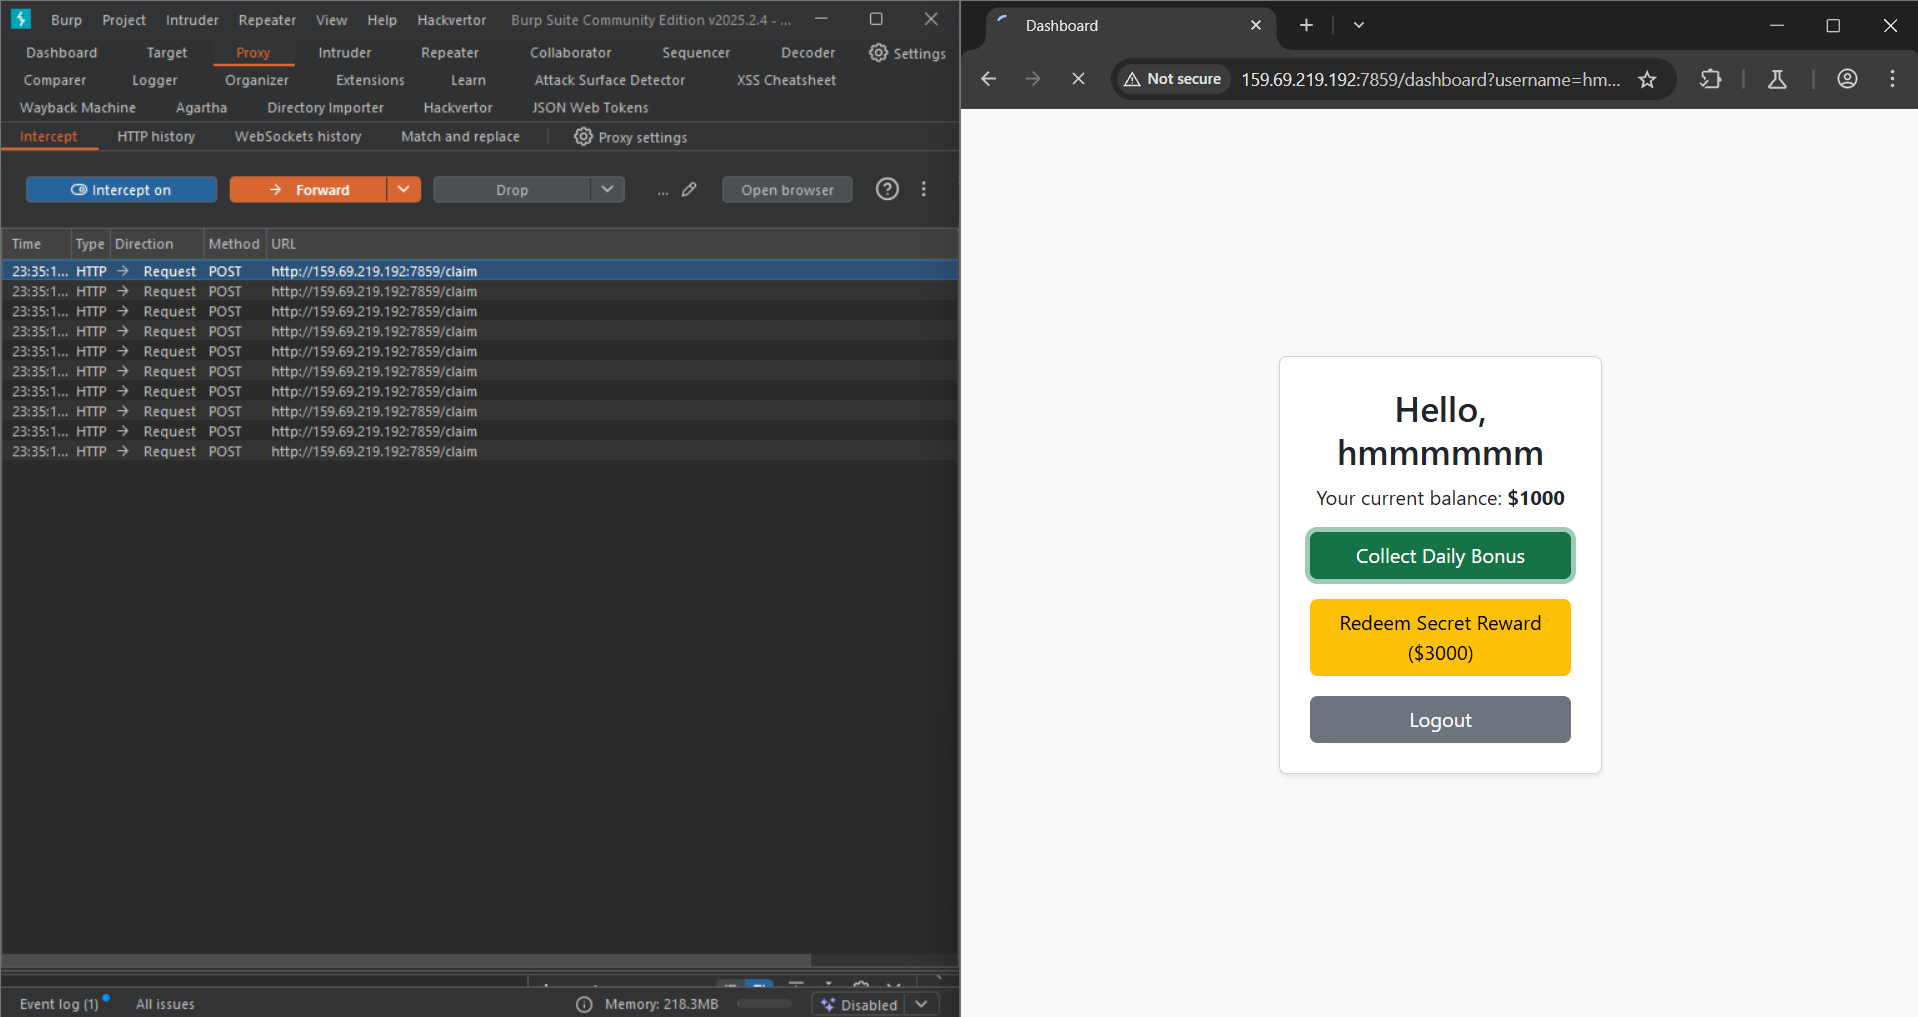 Burp Project Intruder Repeater View Help Hackvertor Burp Suite Community Edition v2025.2.4 - ...
Dashboard Target Proxy Intruder Repeater Collaborator Sequencer Decoder Settings
Comparer Logger Organizer Extensions Learn Attack Surface Detector XSS Cheatsheet
Wayback Machine Agartha Directory Importer Hackvertor JSON Web Tokens
Intercept HTTP history WebSockets history Match and replace Proxy settings
Intercept on Forward Drop ... Open browser
Time Type Direction Method URL
23:35:1... HTTP → Request POST http://159.69.219.192:7859/claim
23:35:1... HTTP → Request POST http://159.69.219.192:7859/claim
23:35:1... HTTP → Request POST http://159.69.219.192:7859/claim
23:35:1... HTTP → Request POST http://159.69.219.192:7859/claim
23:35:1... HTTP → Request POST http://159.69.219.192:7859/claim
23:35:1... HTTP → Request POST http://159.69.219.192:7859/claim
23:35:1... HTTP → Request POST http://159.69.219.192:7859/claim
23:35:1... HTTP → Request POST http://159.69.219.192:7859/claim
23:35:1... HTTP → Request POST http://159.69.219.192:7859/claim
23:35:1... HTTP → Request POST http://159.69.219.192:7859/claim
Event log (1) All issues Memory: 218.3MB Disabled
Dashboard
Not secure 159.69.219.192:7859/dashboard?username=hm...
Hello,
hmmmmmm
Your current balance: $1000
Collect Daily Bonus
Redeem Secret Reward
($3000)
Logout